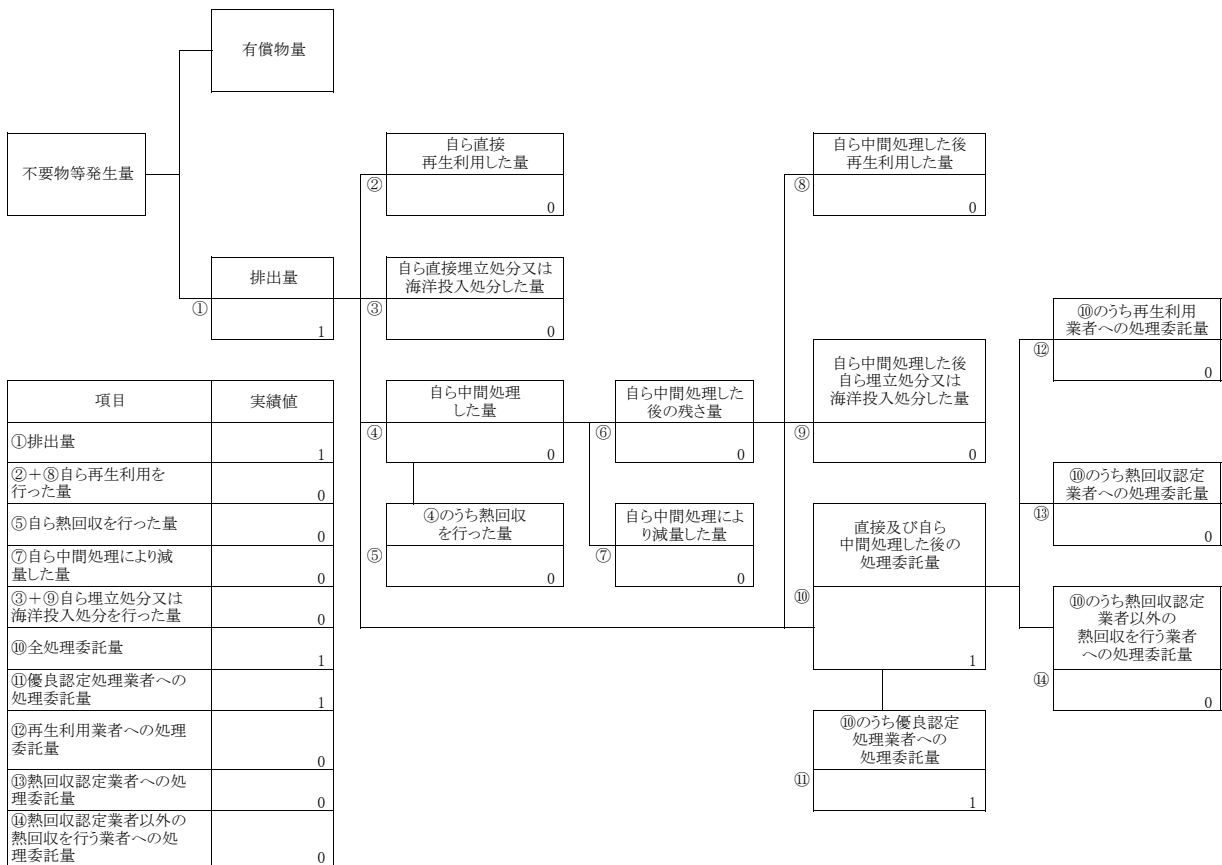 有償物量
不要物等発生量
自ら直接
再生利用した量
②
0
自ら中間処理した後
再生利用した量
⑧
0
排出量
①
1
自ら直接埋立処分又は
海洋投入処分した量
③
0
⑩のうち再生利用
業者への処理委託量
⑫
0
自ら中間処理
した量
④
0
自ら中間処理した
後の残さ量
⑥
0
自ら中間処理した後
自ら埋立処分又は
海洋投入処分した量
⑨
0
⑩のうち熱回収認定
業者への処理委託量
⑬
0
④のうち熱回収
を行った量
⑤
0
自ら中間処理によ
り減量した量
⑦
0
直接及び自ら
中間処理した後の
処理委託量
⑩
1
⑩のうち熱回収認定
業者以外の
熱回収を行う業者
への処理委託量
⑭
0
⑩のうち優良認定
処理業者への
処理委託量
⑪
1
項目 実績値
①排出量 1
②+⑧自ら再生利用を
行った量 0
⑤自ら熱回収を行った量 0
⑦自ら中間処理により減
量した量 0
③+⑨自ら埋立処分又は
海洋投入処分を行った量 0
⑩全処理委託量 1
⑪優良認定処理業者への
処理委託量 1
⑫再生利用業者への処理
委託量 0
⑬熱回収認定業者への処
理委託量 0
⑭熱回収認定業者以外の
熱回収を行う業者への処
理委託量 0